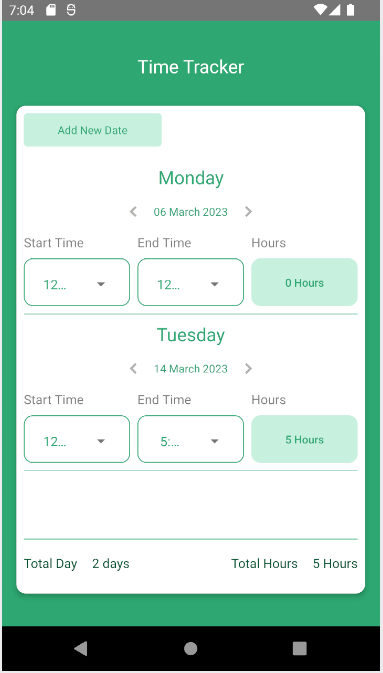 7:04
Time Tracker
Add New Date
Monday
06 March 2023
Start Time End Time Hours
12... 12... 0 Hours
Tuesday
14 March 2023
Start Time End Time Hours
12... 5:... 5 Hours
Total Day 2 days Total Hours 5 Hours